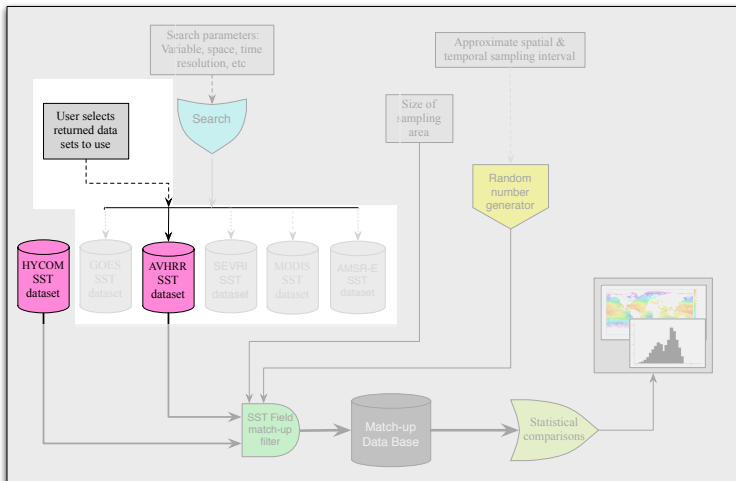 Search parameters:
Variable, space, time
resolution, etc
Approximate spatial &
temporal sampling interval
User selects
returned data
sets to use
Search
Size of
sampling
area
Random
number
generator
HYCOM
SST
dataset
GOES
SST
dataset
AVHRR
SST
dataset
SEVRI
SST
dataset
MODIS
SST
dataset
AMSR-E
SST
dataset
SST Field
match-up
filter
Match-up
Data Base
Statistical
comparisons